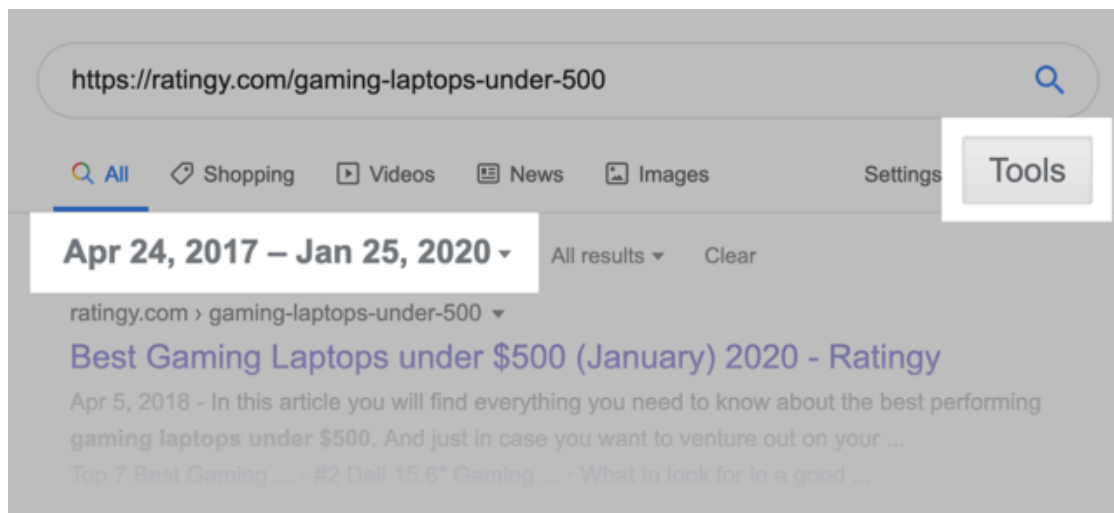 https://ratingy.com/gaming-laptops-under-500
All Shopping Videos News Images Settings Tools
Apr 24, 2017 – Jan 25, 2020 All results Clear
ratingy.com › gaming-laptops-under-500
Best Gaming Laptops under $500 (January) 2020 - Ratingy
Apr 5, 2018 - In this article you will find everything you need to know about the best performing
gaming laptops under $500. And just in case you want to venture out on your ...
Top 7 Best Gaming ... · #2 Dell 15.6" Gaming ... · What to look for in a good ...